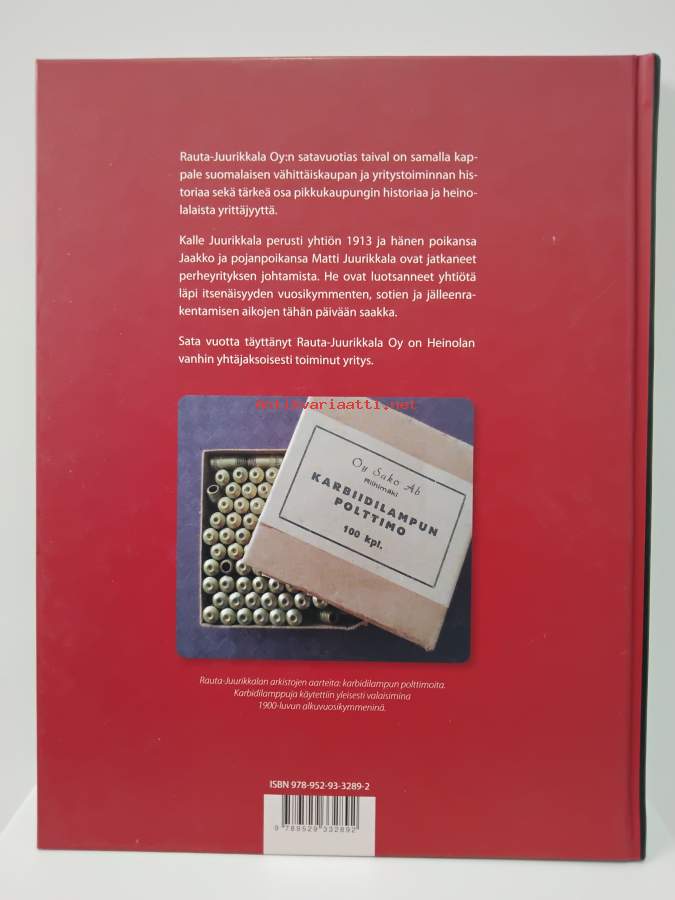 Rauta-Juurikkala Oy:n satavuotias taival on samalla kap-
pale suomalaisen vähittäiskaupan ja yritystoiminnan his-
toriaa sekä tärkeä osa pikkukaupungin historiaa ja heino-
lalaista yrittäjyyttä.
Kalle Juurikkala perusti yhtiön 1913 ja hänen poikansa
Jaakko ja pojanpoikansa Matti Juurikkala ovat jatkaneet
perheyrityksen johtamista. He ovat luotsanneet yhtiötä
läpi itsenäisyyden vuosikymmenten, sotien ja jälleenra-
kentamisen aikojen tähän päivään saakka.
Sata vuotta täyttänyt Rauta-Juurikkala Oy on Heinolan
vanhin yhtäjaksoisesti toiminut yritys.
antikvariaatti.net
Oy Sako Ab
Riihimäki
KARBIIDILAMPUN
POLTTIMO
100 kpl.
Rauta-Juurikkalan arkistojen aarteita: karbidilampun polttimoita.
Karbidilamppuja käytettiin yleisesti valaisimina
1900-luvun alkuvuosikymmeninä.
ISBN 978-952-93-3289-2
9 789529 332892